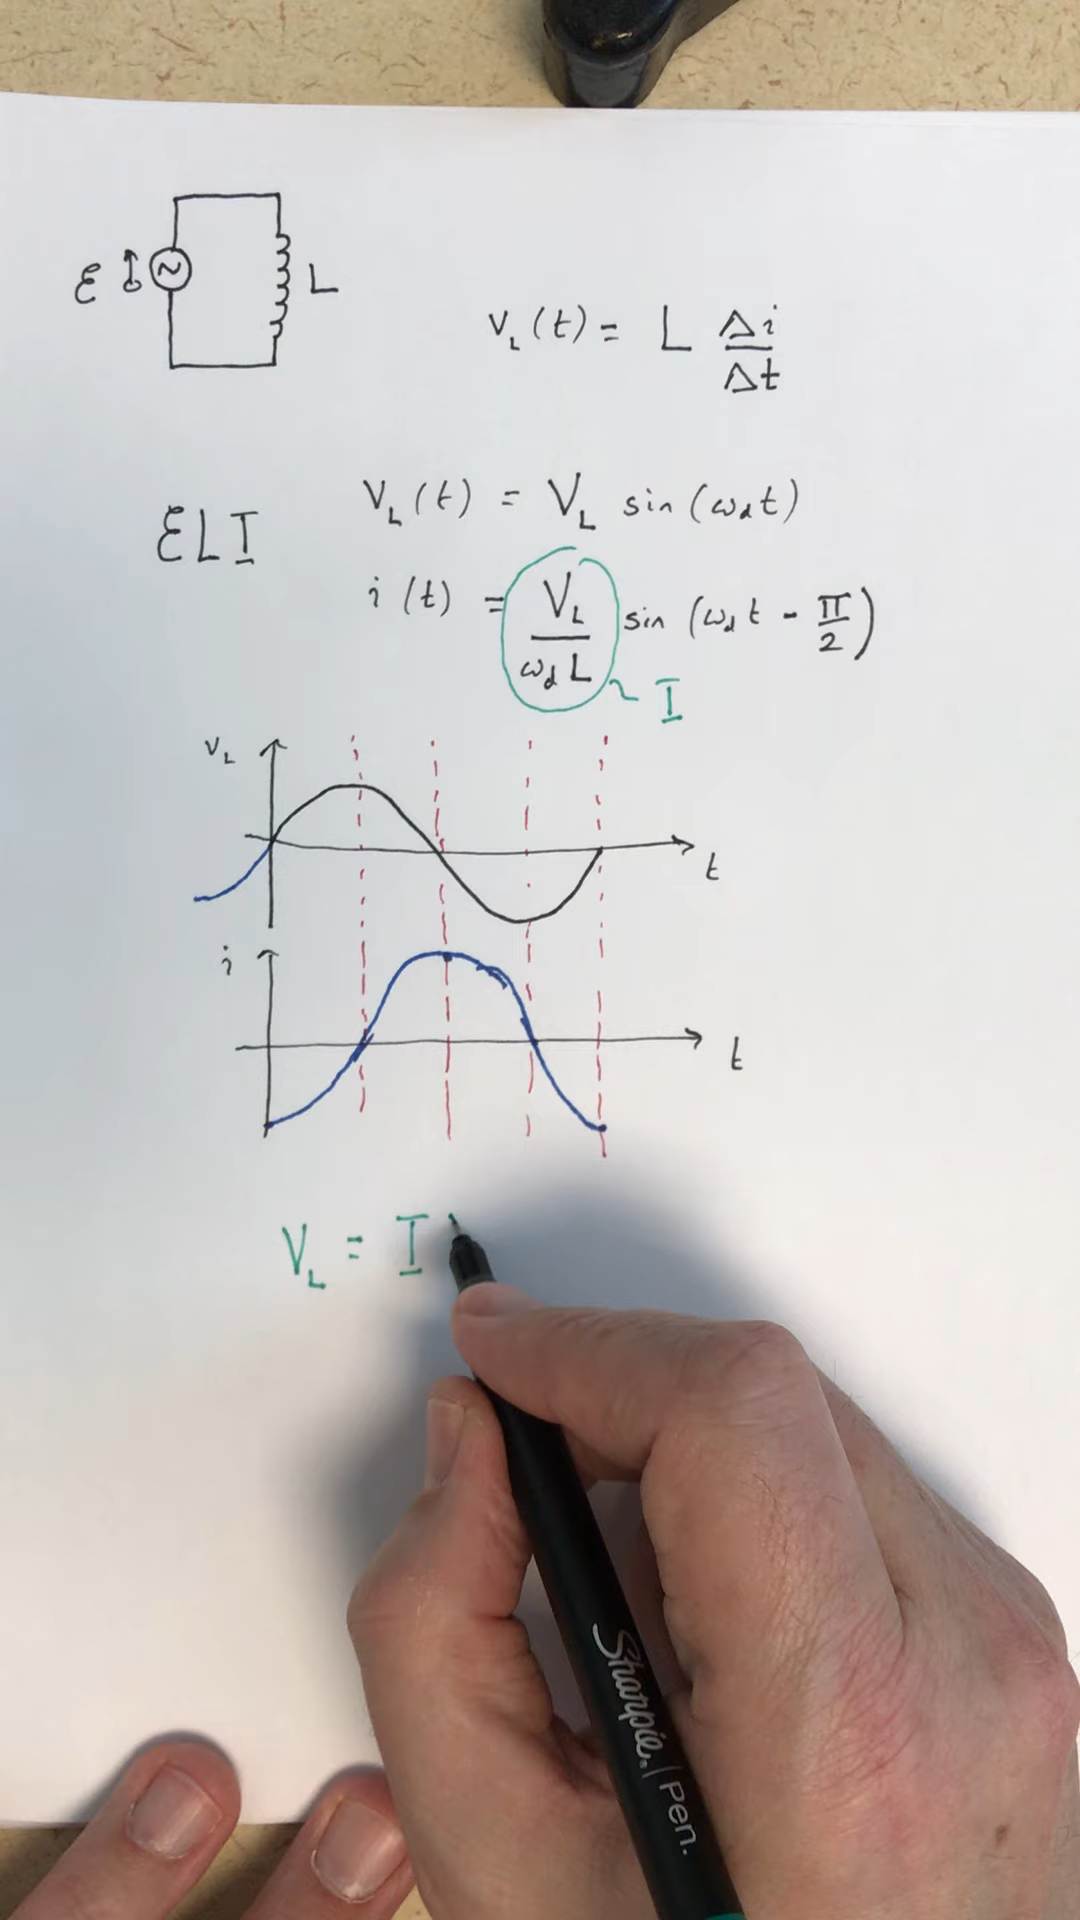 ℰ L
v_L(t) = L Δi/Δt
ℰLI
v_L(t) = V_L sin(ω_d t)
i(t) = V_L/(ω_d L) sin(ω_d t - π/2)
I
v_L
t
i
t
V_L = I
Sharpie. | Pen.